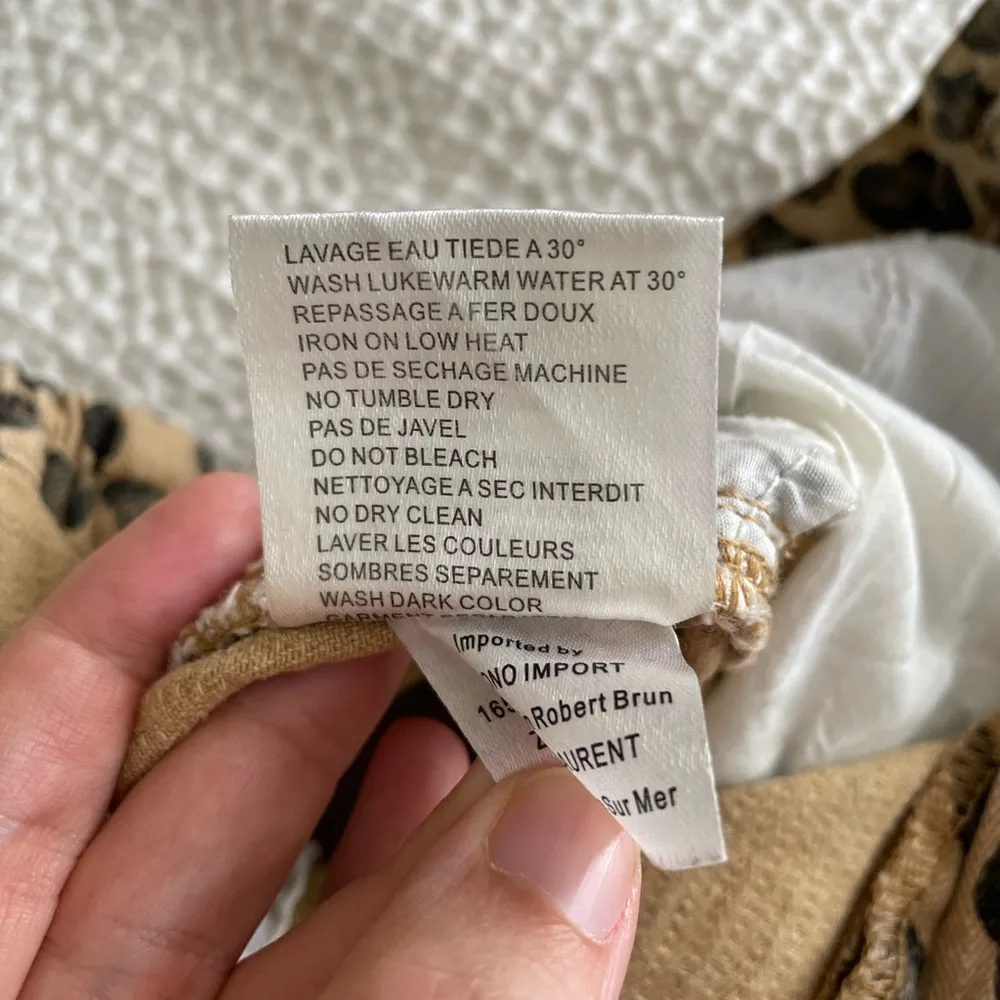 LAVAGE EAU TIEDE A 30°
WASH LUKEWARM WATER AT 30°
REPASSAGE A FER DOUX
IRON ON LOW HEAT
PAS DE SECHAGE MACHINE
NO TUMBLE DRY
PAS DE JAVEL
DO NOT BLEACH
NETTOYAGE A SEC INTERDIT
NO DRY CLEAN
LAVER LES COULEURS
SOMBRES SEPAREMENT
WASH DARK COLOR
GARMENT
Imported by
IMPORT
Robert Brun
Sur Mer